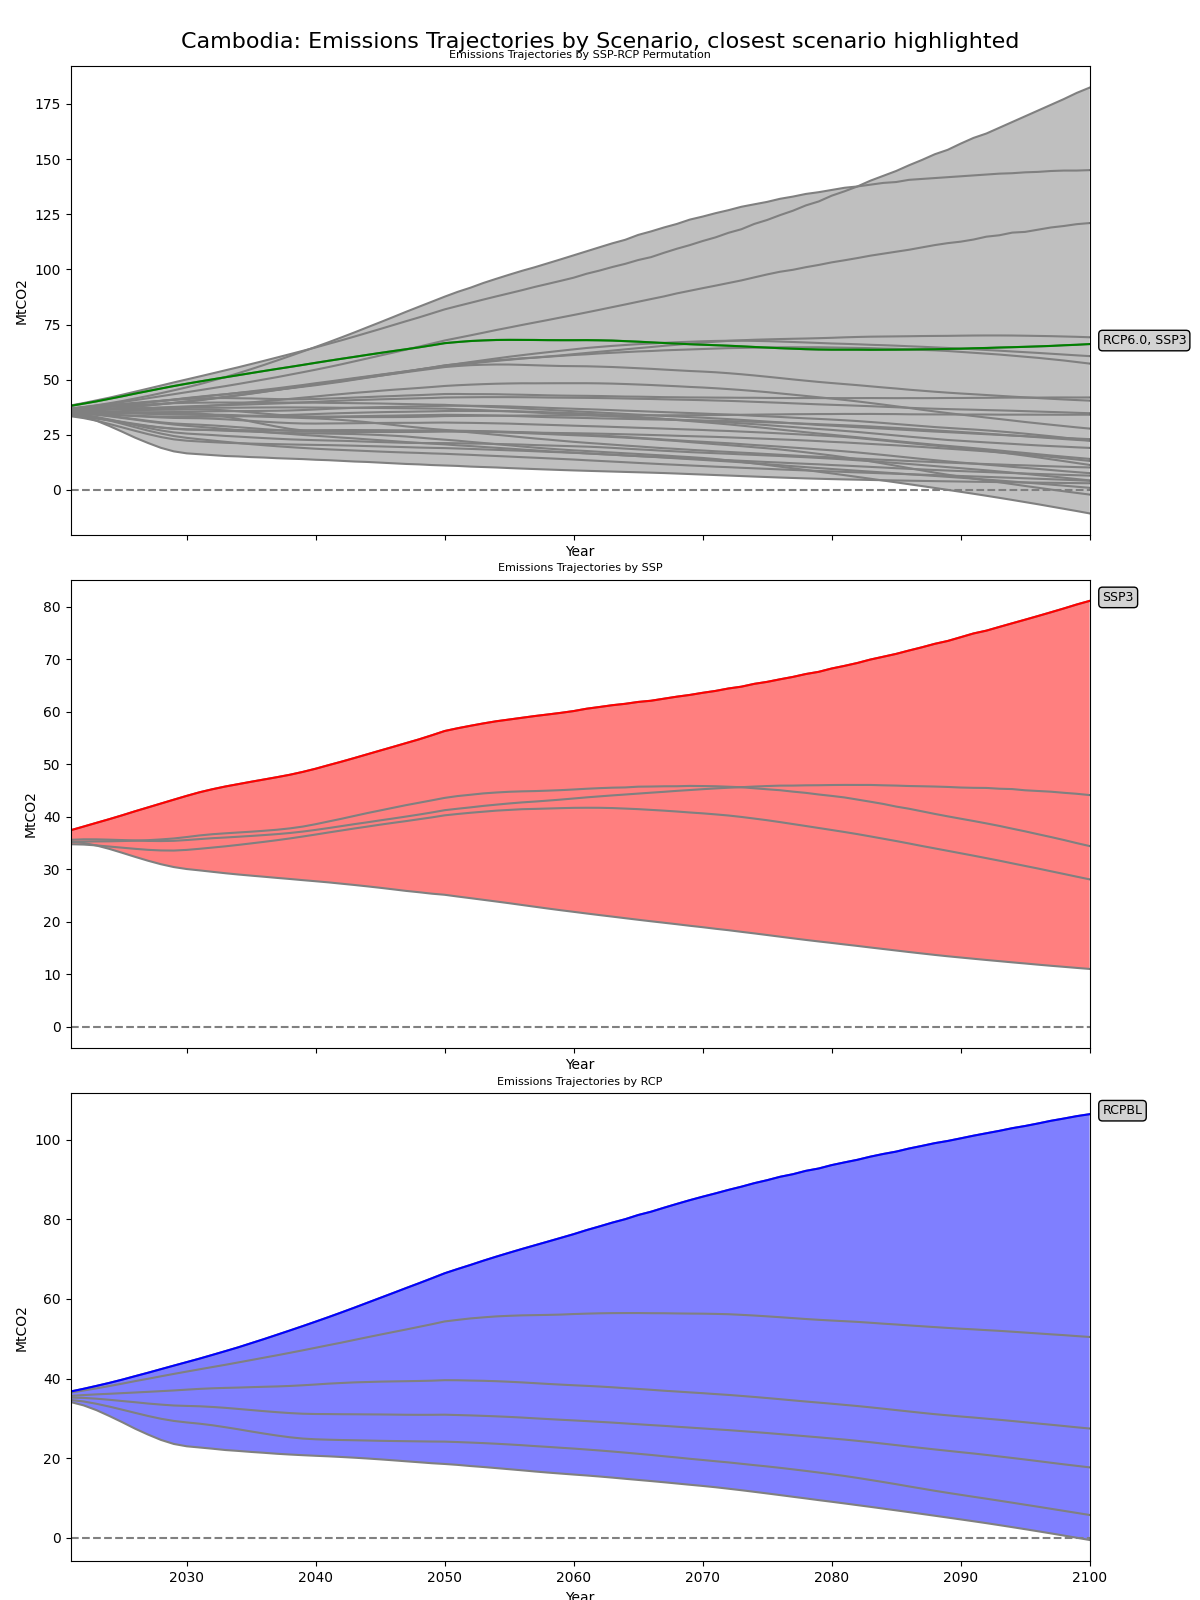 Cambodia: Emissions Trajectories by Scenario, closest scenario highlighted
Emissions Trajectories by SSP-RCP Permutation
175
150
125
100
75
50
25
0
MtCO2
RCP6.0, SSP3
Year
Emissions Trajectories by SSP
80
70
60
50
40
30
20
10
0
MtCO2
SSP3
Year
Emissions Trajectories by RCP
100
80
60
40
20
0
MtCO2
RCPBL
2030 2040 2050 2060 2070 2080 2090 2100
Year